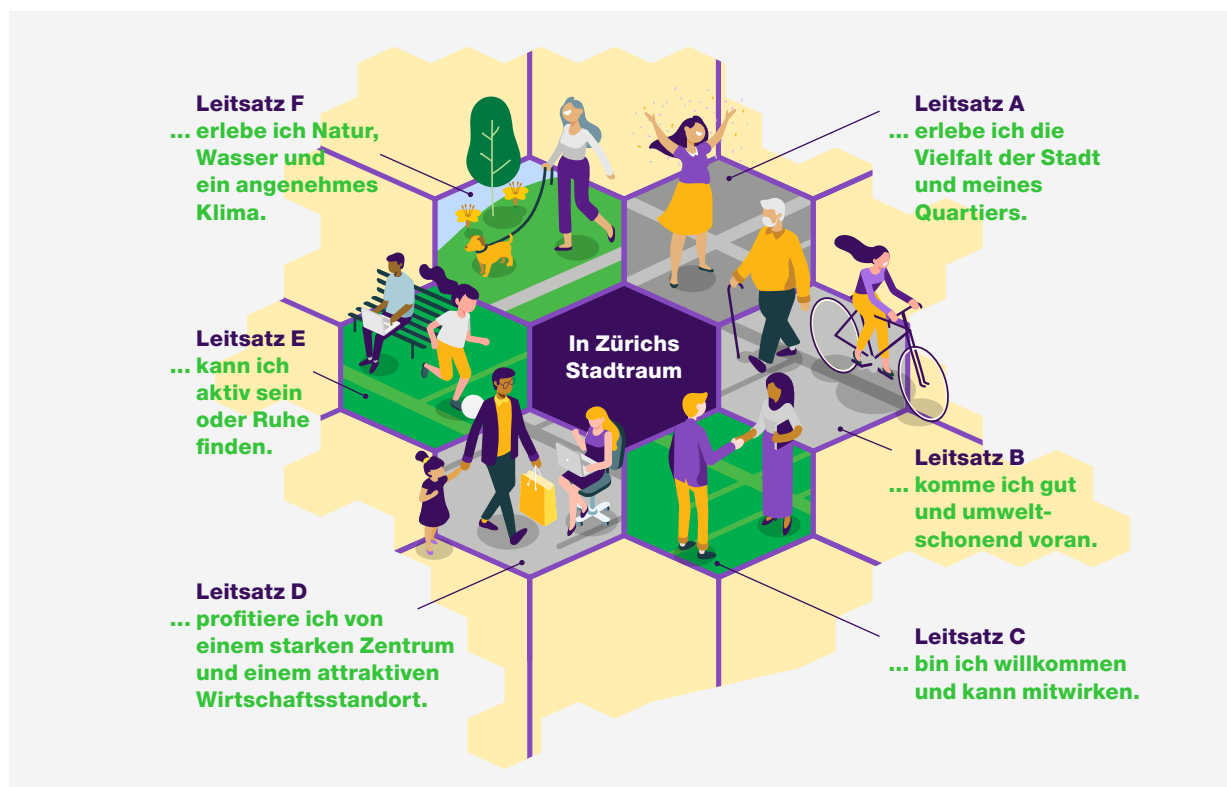 In Zürichs
Stadtraum
Leitsatz A
... erlebe ich die
Vielfalt der Stadt
und meines
Quartiers.
Leitsatz B
... komme ich gut
und umwelt-
schonend voran.
Leitsatz C
... bin ich willkommen
und kann mitwirken.
Leitsatz D
... profitiere ich von
einem starken Zentrum
und einem attraktiven
Wirtschaftsstandort.
Leitsatz E
... kann ich
aktiv sein
oder Ruhe
finden.
Leitsatz F
... erlebe ich Natur,
Wasser und
ein angenehmes
Klima.